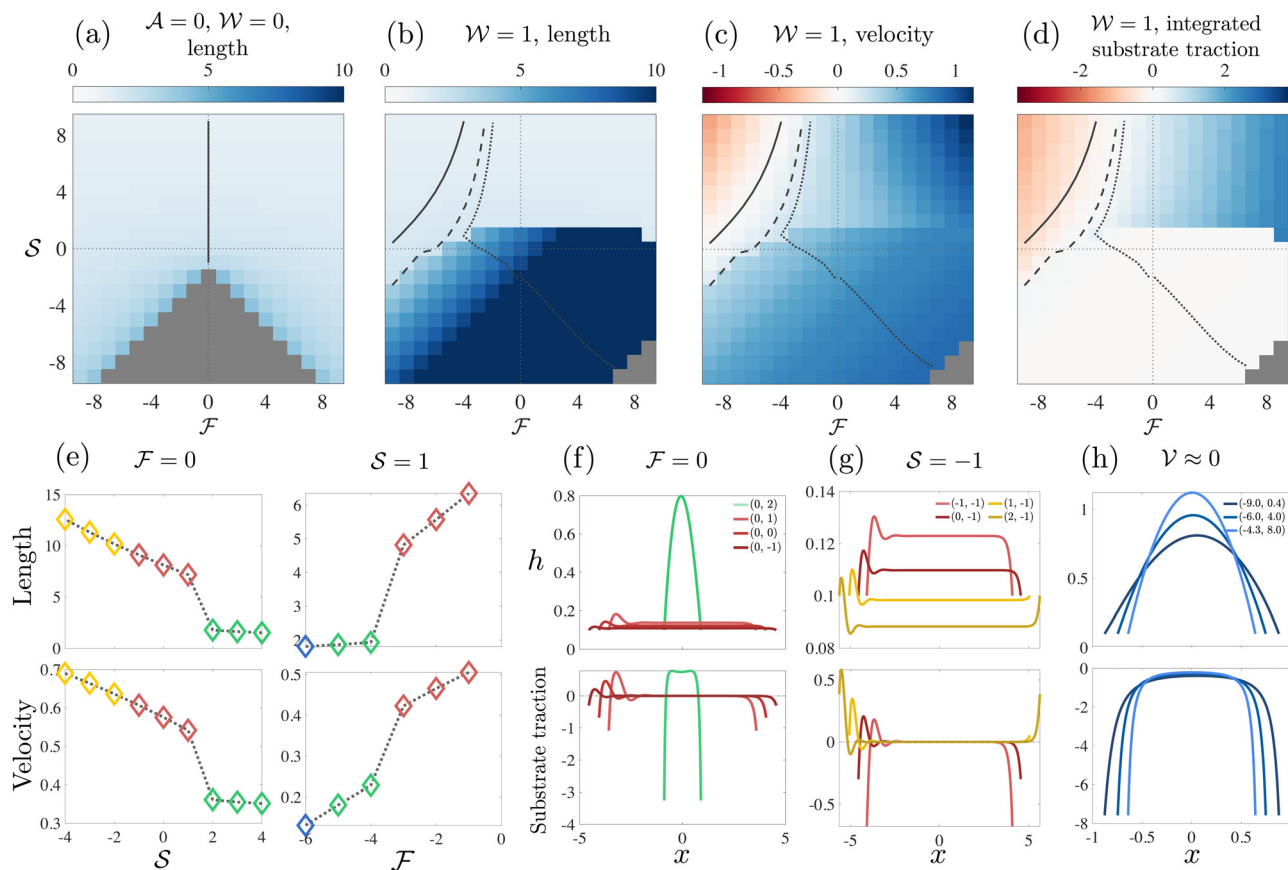 (a) 𝒜 = 0, 𝒲 = 0,
length
0 5 10
(b) 𝒲 = 1, length
0 5 10
(c) 𝒲 = 1, velocity
-1 -0.5 0 0.5 1
(d) 𝒲 = 1, integrated
substrate traction
-2 0 2
8
4
𝒮 0
-4
-8
-8 -4 0 4 8
ℱ
-8 -4 0 4 8
ℱ
-8 -4 0 4 8
ℱ
-8 -4 0 4 8
ℱ
(e) ℱ = 0
Length
15
10
5
0
Velocity
0.7
0.6
0.5
0.4
0.3
-4 -2 0 2 4
𝒮
𝒮 = 1
6
5
4
3
2
0.5
0.4
0.3
0.2
-6 -4 -2 0
ℱ
(f) ℱ = 0
h
0.8
0.6
0.4
0.2
0
(0, 2)
(0, 1)
(0, 0)
(0, -1)
Substrate traction
0
-1
-2
-3
-4
-5 0 5
x
(g) 𝒮 = −1
0.14
0.12
0.1
0.08
(-1, -1)
(0, -1)
(1, -1)
(2, -1)
0.5
0
-0.5
-5 0 5
x
(h) 𝒱 ≈ 0
1
0.5
0
(-9.0, 0.4)
(-6.0, 4.0)
(-4.3, 8.0)
0
-2
-4
-6
-8
-1 -0.5 0 0.5 1
x